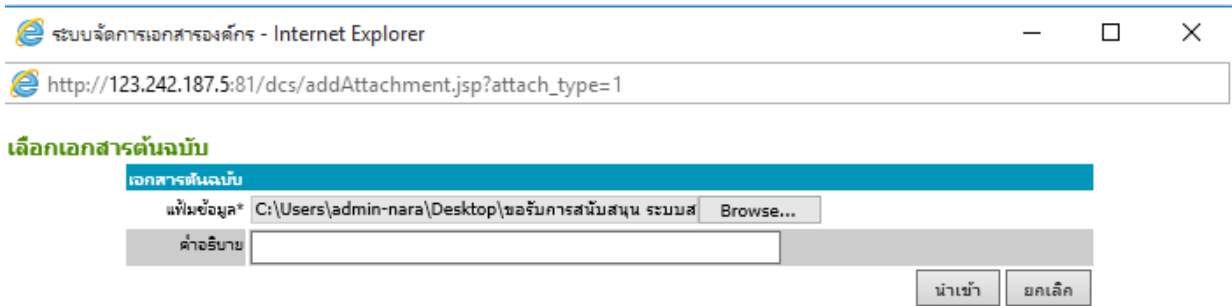 ระบบจัดการเอกสารองค์กร - Internet Explorer
http://123.242.187.5:81/dcs/addAttachment.jsp?attach_type=1
เลือกเอกสารต้นฉบับ
เอกสารต้นฉบับ
แฟ้มข้อมูล* C:\Users\admin-nara\Desktop\ขอรับการสนับสนุน ระบบส Browse...
คำอธิบาย
นำเข้า ยกเลิก